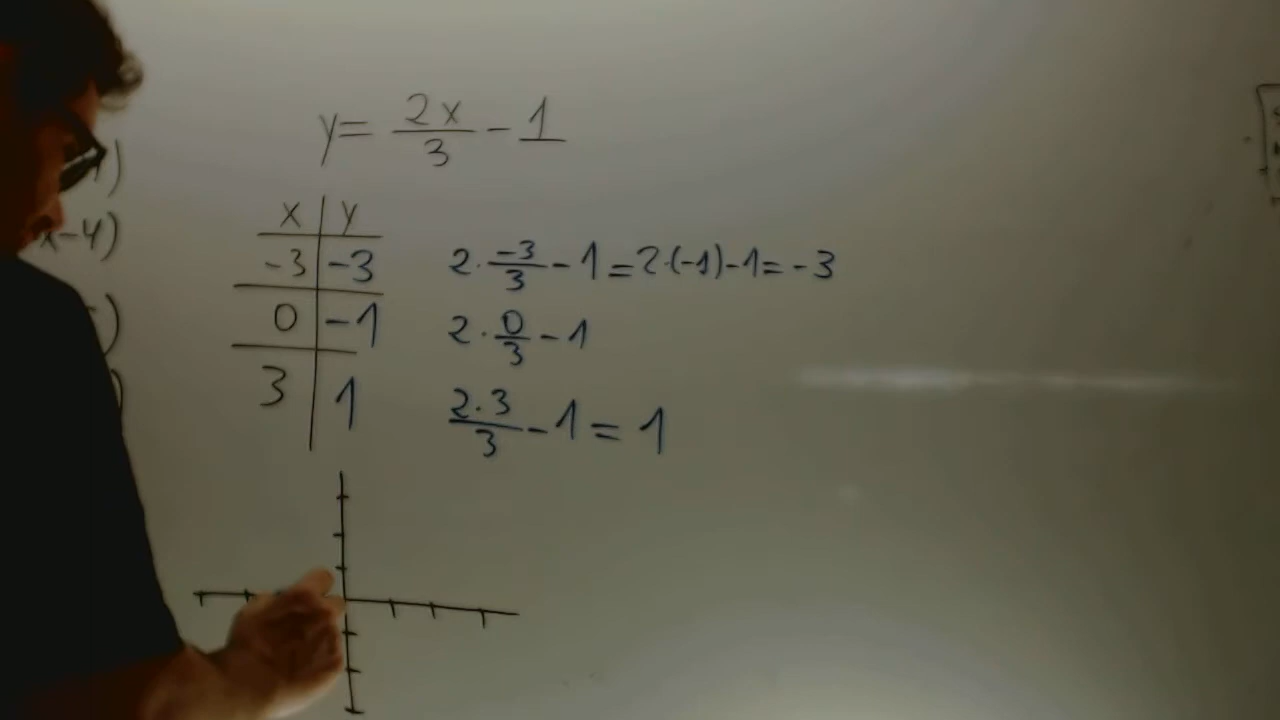 y = 2x/3 - 1
x y
-3 -3 2·-3/3-1=2·(-1)-1=-3
0 -1 2·0/3-1
3 1 2·3/3-1=1
x-4)